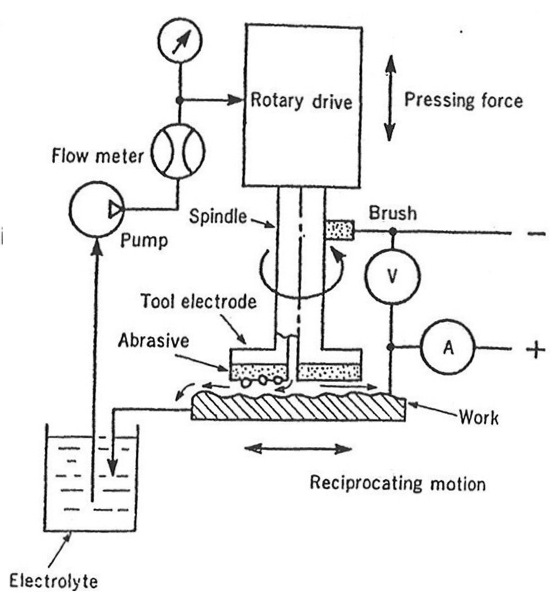 Rotary drive
Pressing force
Flow meter
Spindle
Brush
−
Pump
V
Tool electrode
Abrasive
A
+
Work
Reciprocating motion
Electrolyte